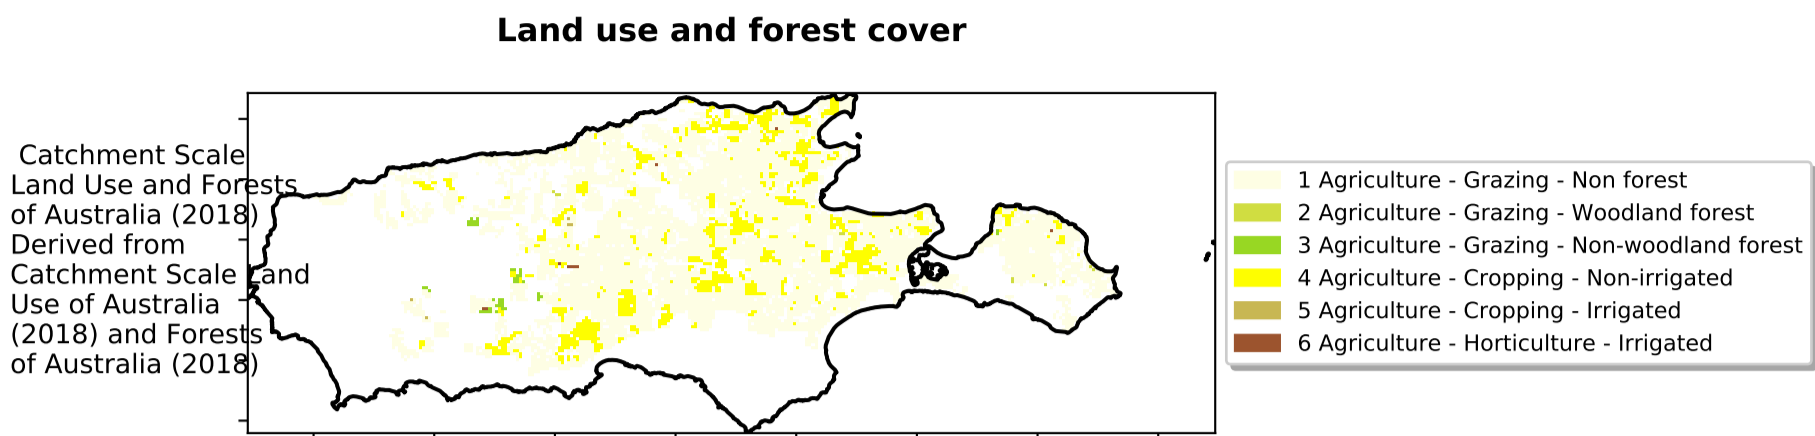 Land use and forest cover
Catchment Scale
Land Use and Forests
of Australia (2018)
Derived from
Catchment Scale Land
Use of Australia
(2018) and Forests
of Australia (2018)
1 Agriculture - Grazing - Non forest
2 Agriculture - Grazing - Woodland forest
3 Agriculture - Grazing - Non-woodland forest
4 Agriculture - Cropping - Non-irrigated
5 Agriculture - Cropping - Irrigated
6 Agriculture - Horticulture - Irrigated